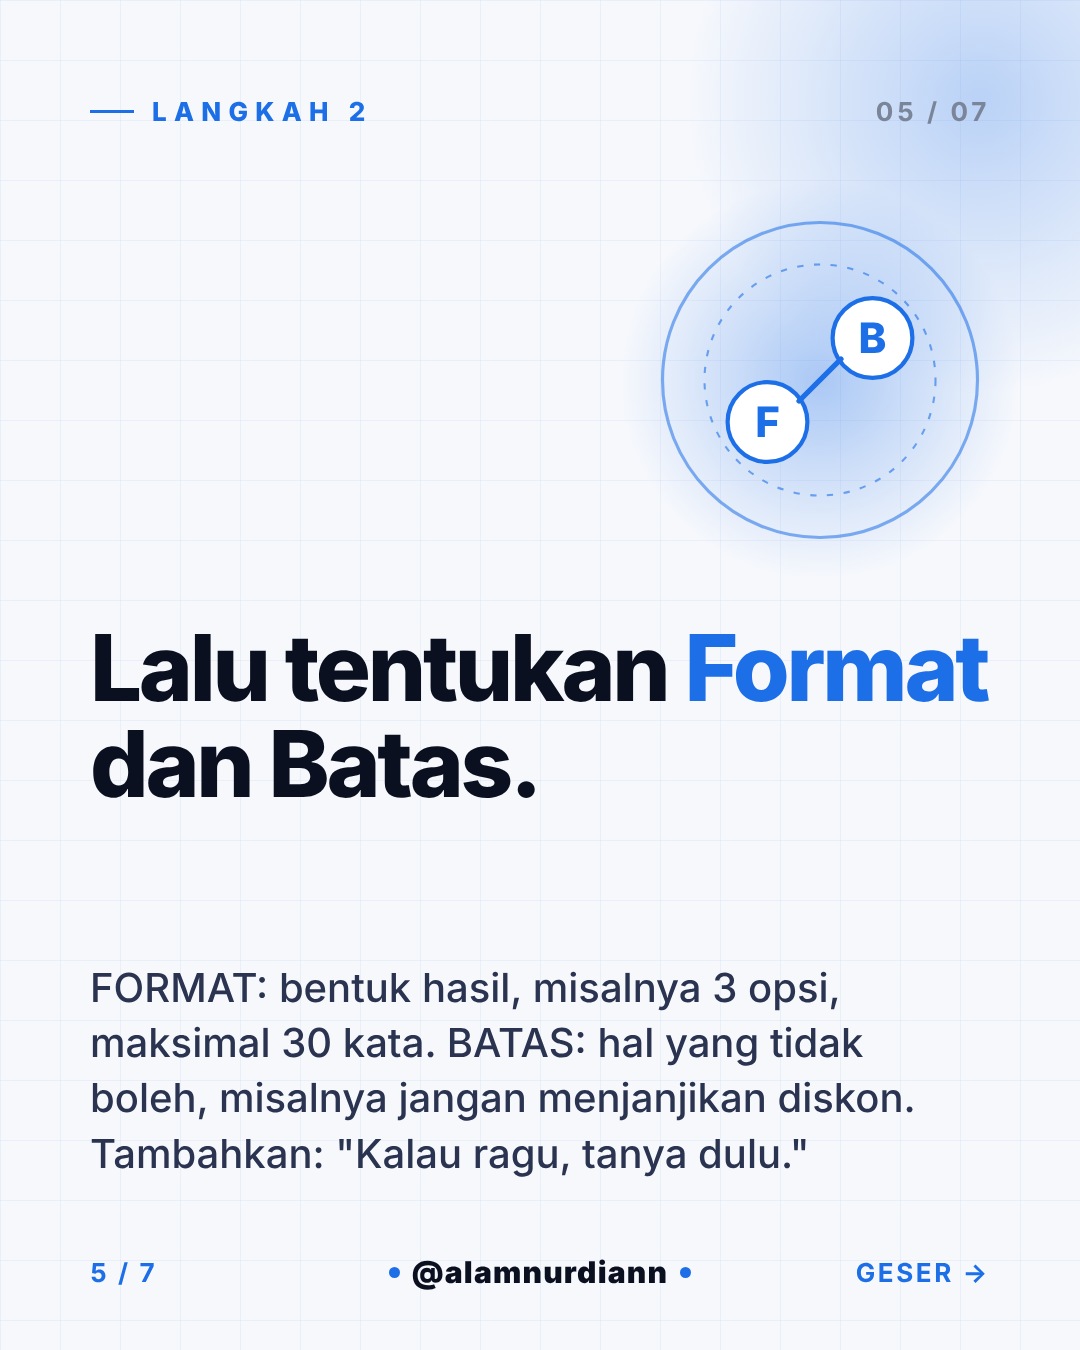 LANGKAH 2
05 / 07
B
F
Lalu tentukan Format
dan Batas.
FORMAT: bentuk hasil, misalnya 3 opsi,
maksimal 30 kata. BATAS: hal yang tidak
boleh, misalnya jangan menjanjikan diskon.
Tambahkan: "Kalau ragu, tanya dulu."
5 / 7
• @alamnurdiann •
GESER →